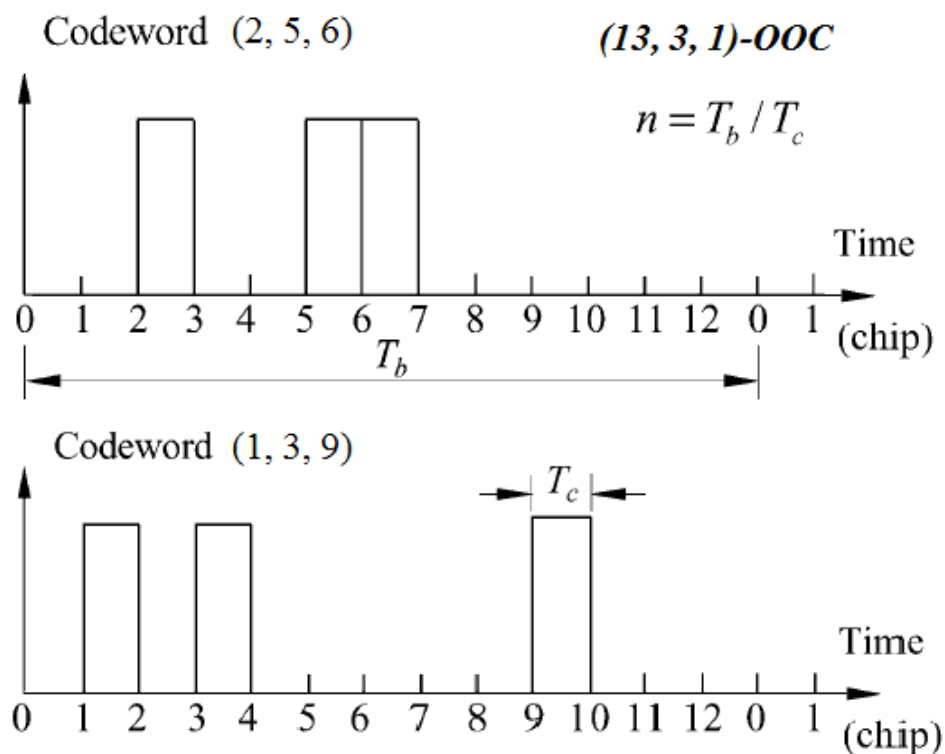 Codeword (2, 5, 6) (13, 3, 1)-OOC
n = T_b / T_c
Time
0 1 2 3 4 5 6 7 8 9 10 11 12 0 1
(chip)
T_b
Codeword (1, 3, 9)
T_c
Time
0 1 2 3 4 5 6 7 8 9 10 11 12 0 1
(chip)